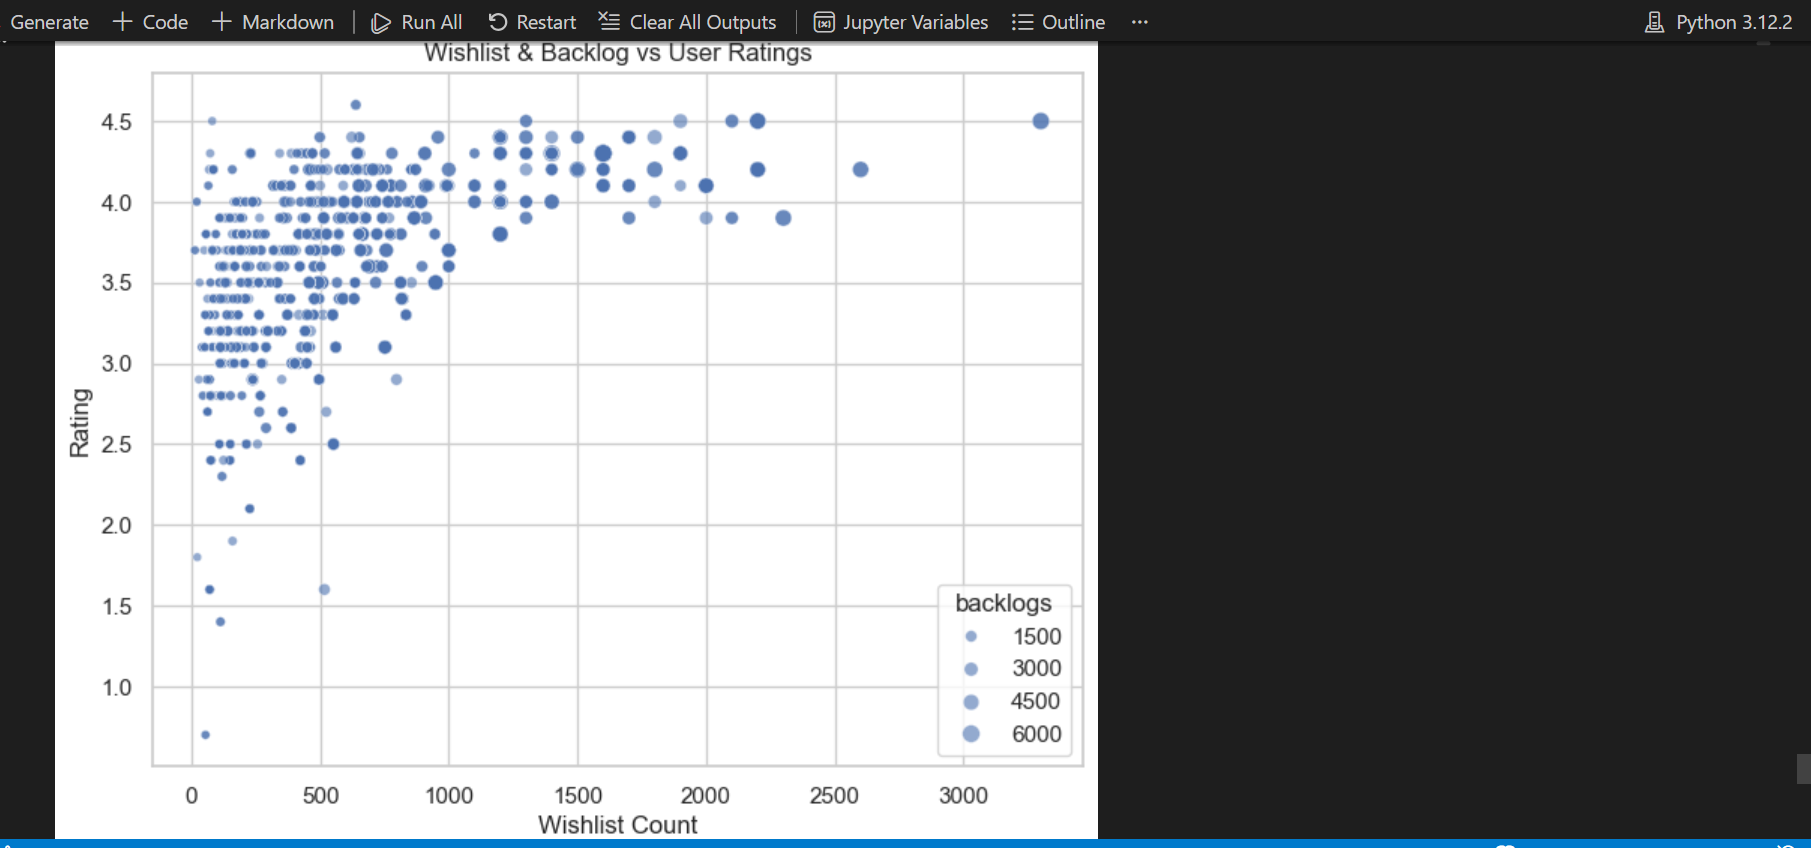 Generate + Code + Markdown Run All Restart Clear All Outputs Jupyter Variables Outline ... Python 3.12.2
Wishlist & Backlog vs User Ratings
4.5
4.0
3.5
3.0
2.5
2.0
1.5
1.0
Rating
backlogs
1500
3000
4500
6000
0 500 1000 1500 2000 2500 3000
Wishlist Count